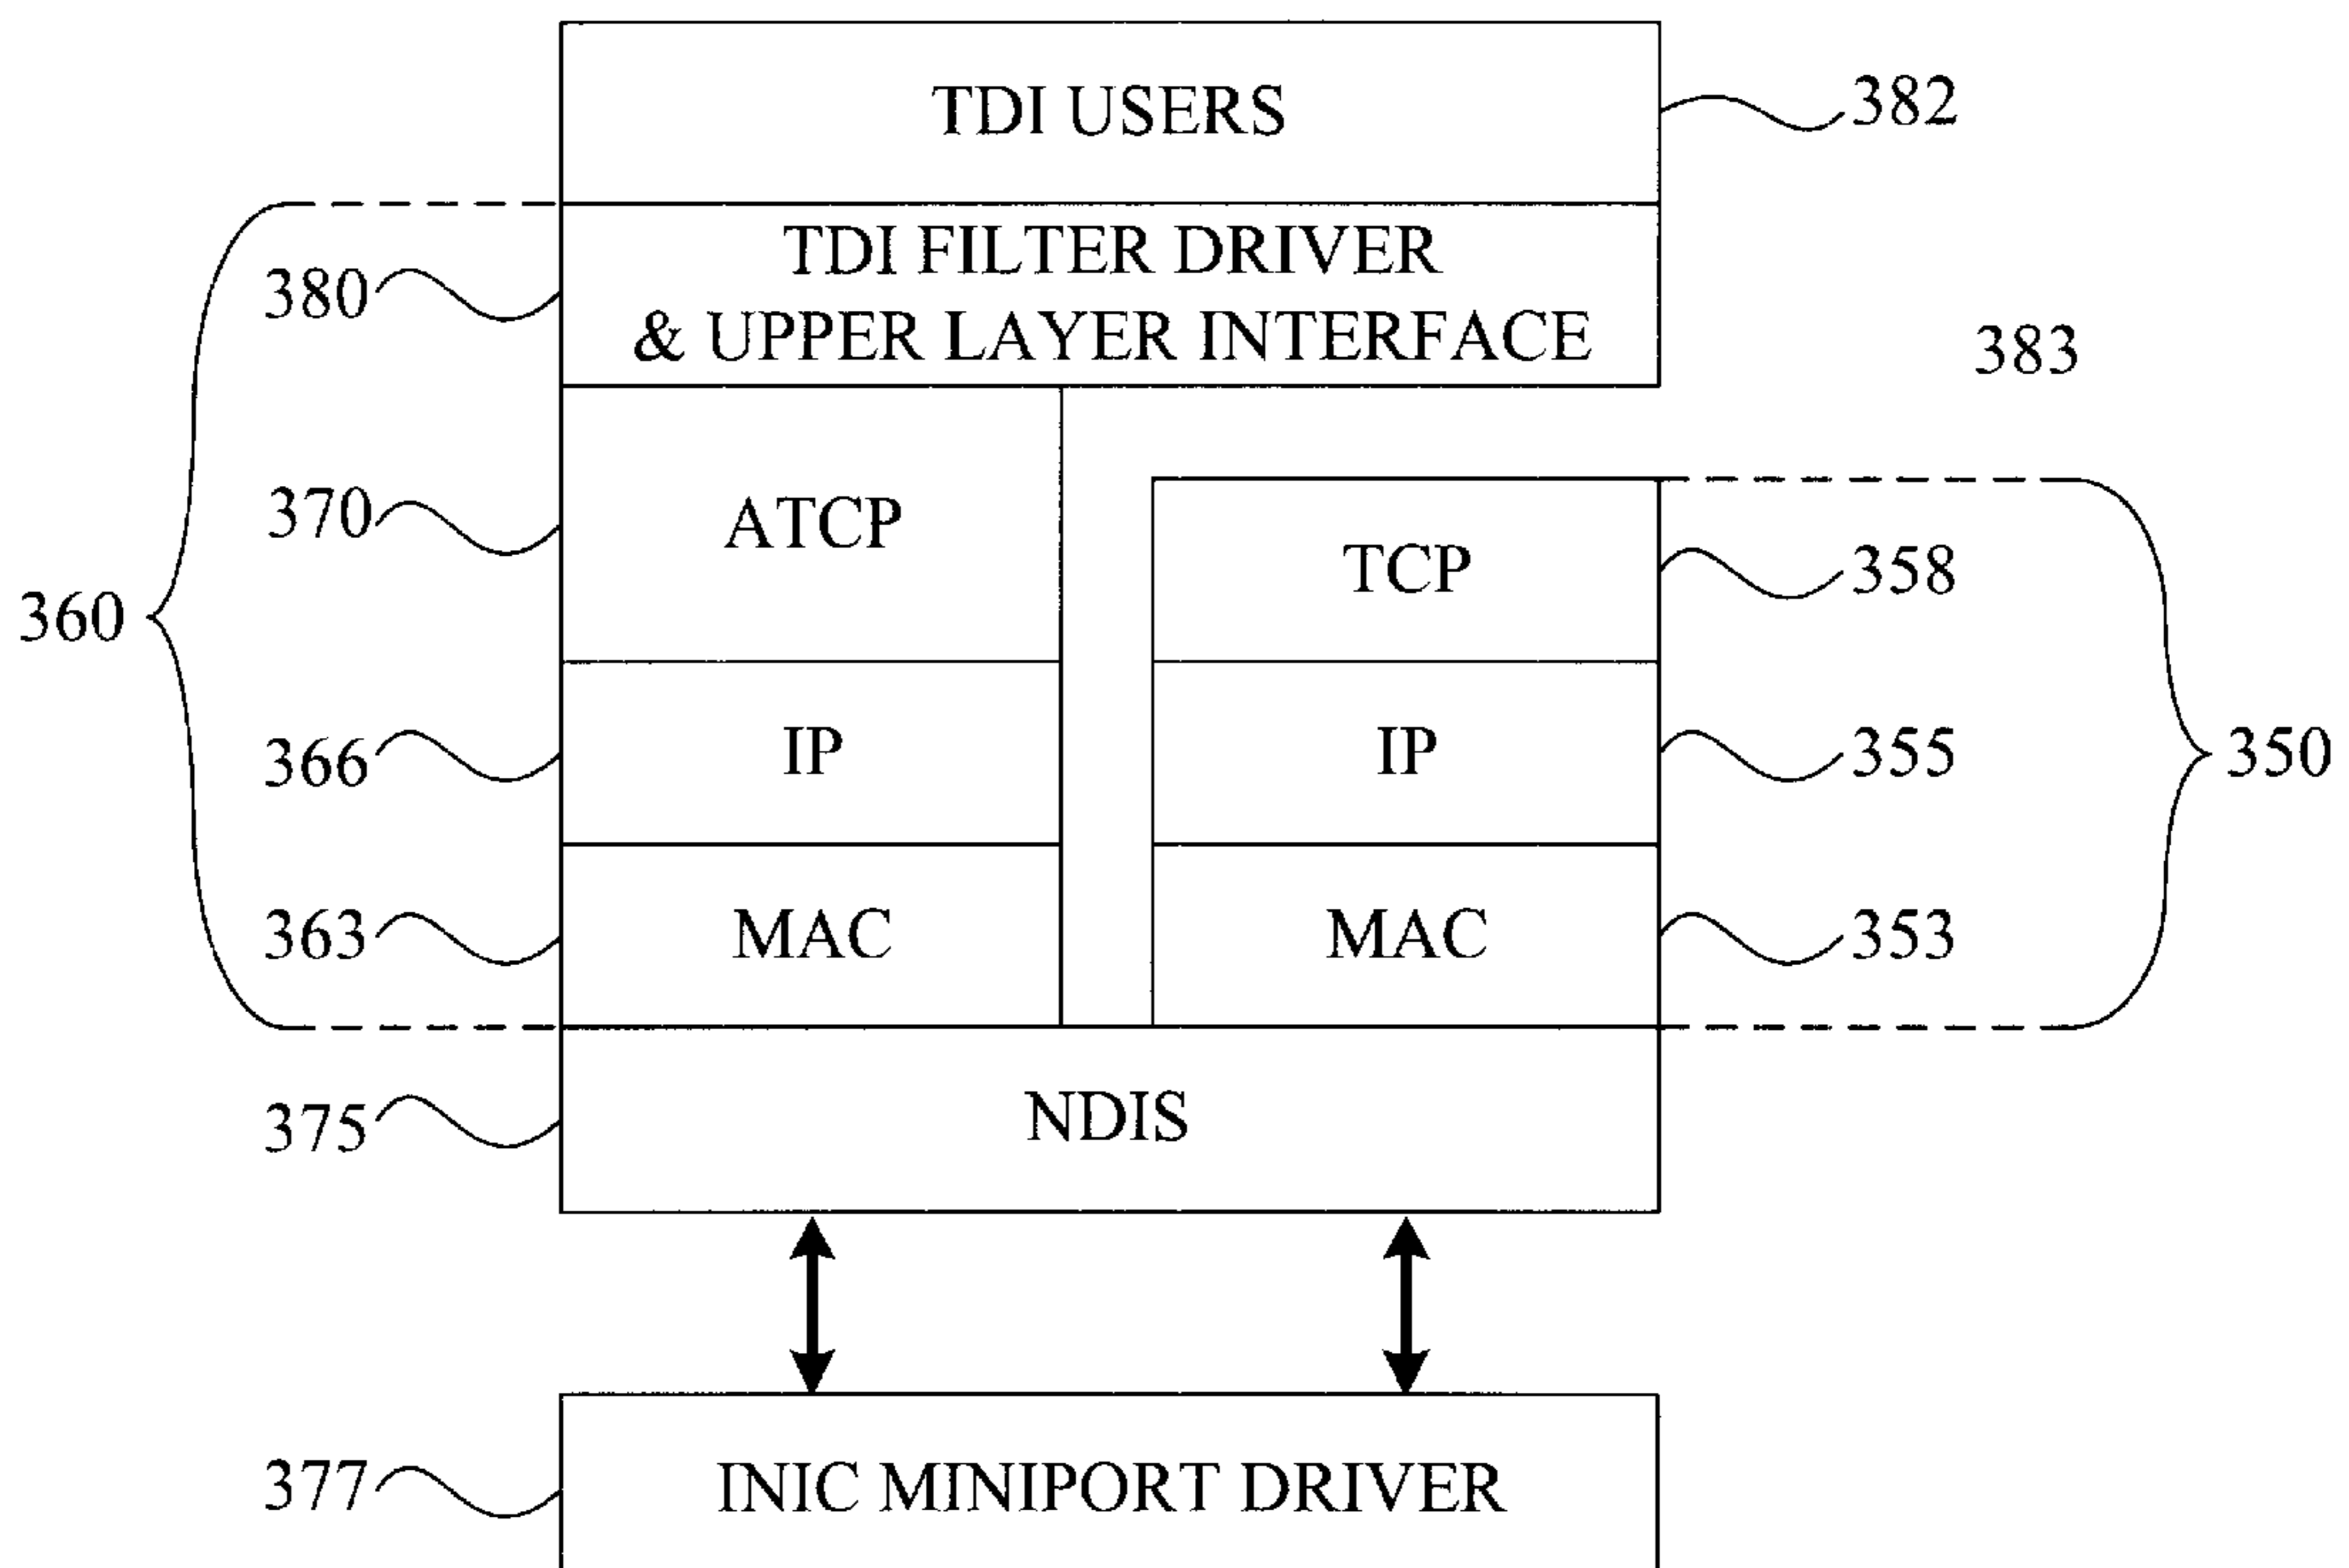 TDI USERS
382
380
TDI FILTER DRIVER
& UPPER LAYER INTERFACE
383
370
ATCP
TCP
358
360
366
IP
IP
355
350
363
MAC
MAC
353
375
NDIS
377
INIC MINIPORT DRIVER